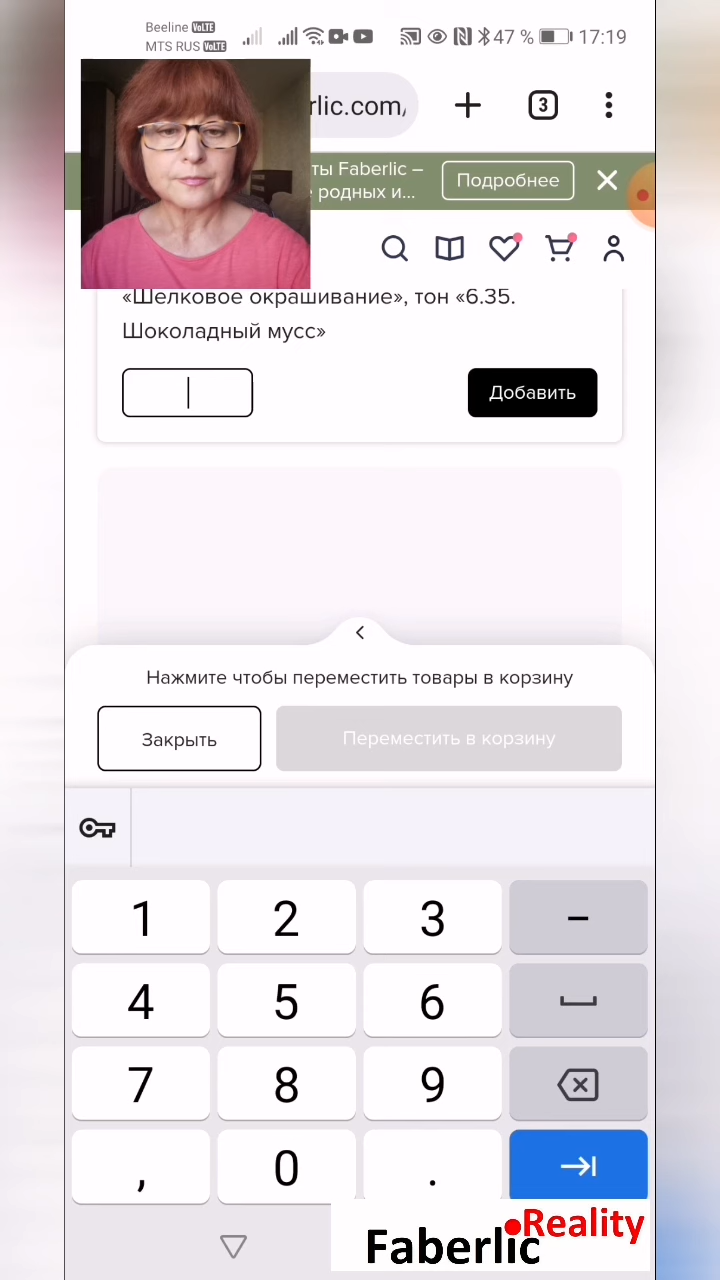 Beeline VoLTE
MTS RUS VoLTE
47 %
17:19
rlic.com/
3
ты Faberlic –
е родных и...
Подробнее
«Шелковое окрашивание», тон «6.35.
Шоколадный мусс»
Добавить
Нажмите чтобы переместить товары в корзину
Закрыть
Переместить в корзину
1 2 3 –
4 5 6
7 8 9
, 0 .
Reality
Faberlic